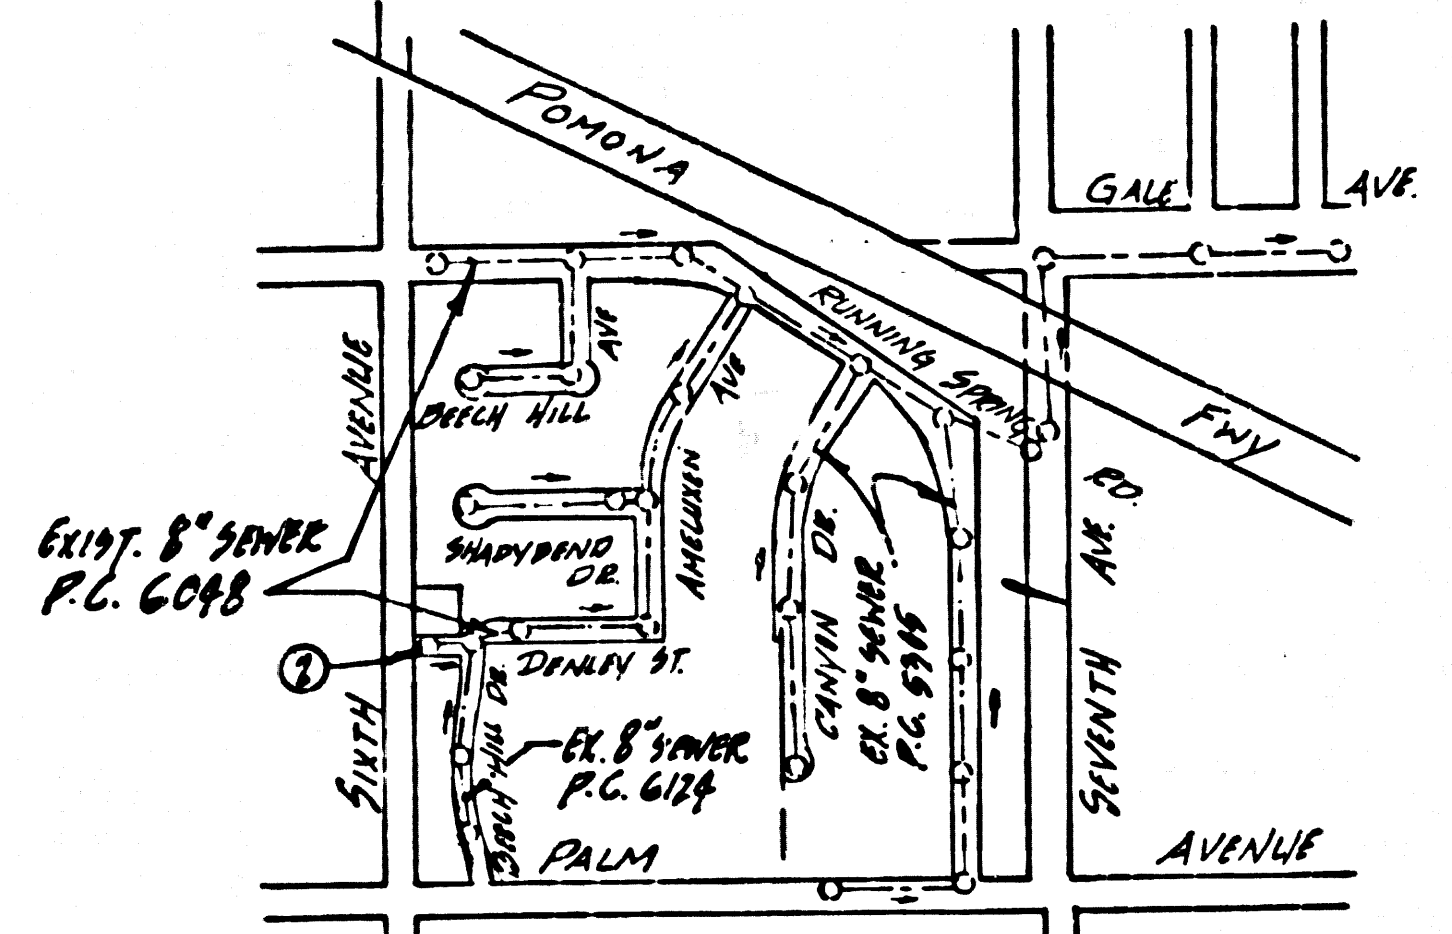 POMONA
FWY
GALE AVE.
RUNNING SPRINGS RD.
AVE
BEECH HILL
AVE
AMELUXEN
SIXTH AVENUE
EXIST. 8" SEWER
P.C. 6048
SHADYBEND
DR.
DENLEY ST.
2
BEECH HILL DR.
EX. 8" SEWER
P.C. 6124
CANYON DR.
EX. 8" SEWER
P.C. 5305
SEVENTH AVE.
PALM AVENUE